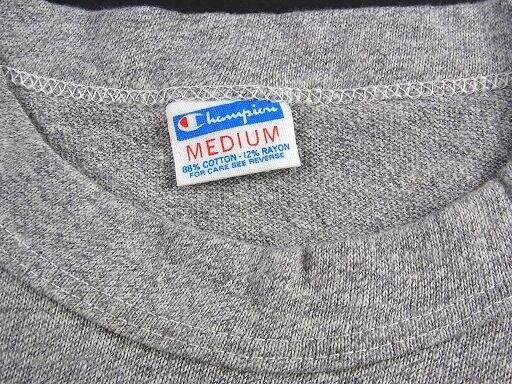 Champion
MEDIUM
88% COTTON - 12% RAYON
FOR CARE SEE REVERSE